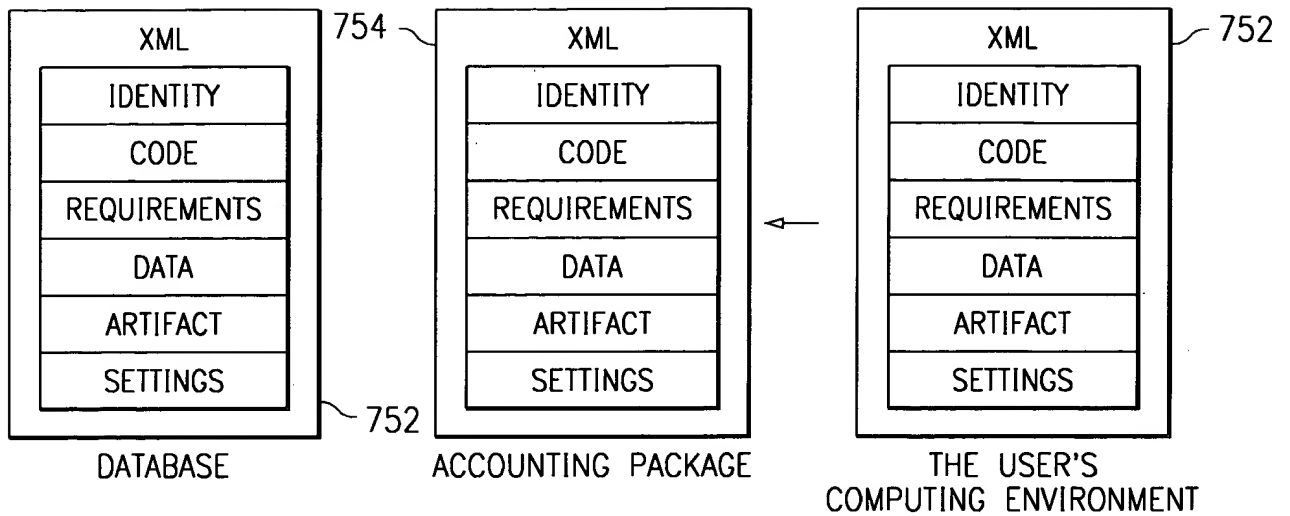 XML
IDENTITY
CODE
REQUIREMENTS
DATA
ARTIFACT
SETTINGS
752
DATABASE
754
XML
IDENTITY
CODE
REQUIREMENTS
DATA
ARTIFACT
SETTINGS
ACCOUNTING PACKAGE
XML
752
IDENTITY
CODE
REQUIREMENTS
DATA
ARTIFACT
SETTINGS
THE USER'S
COMPUTING ENVIRONMENT